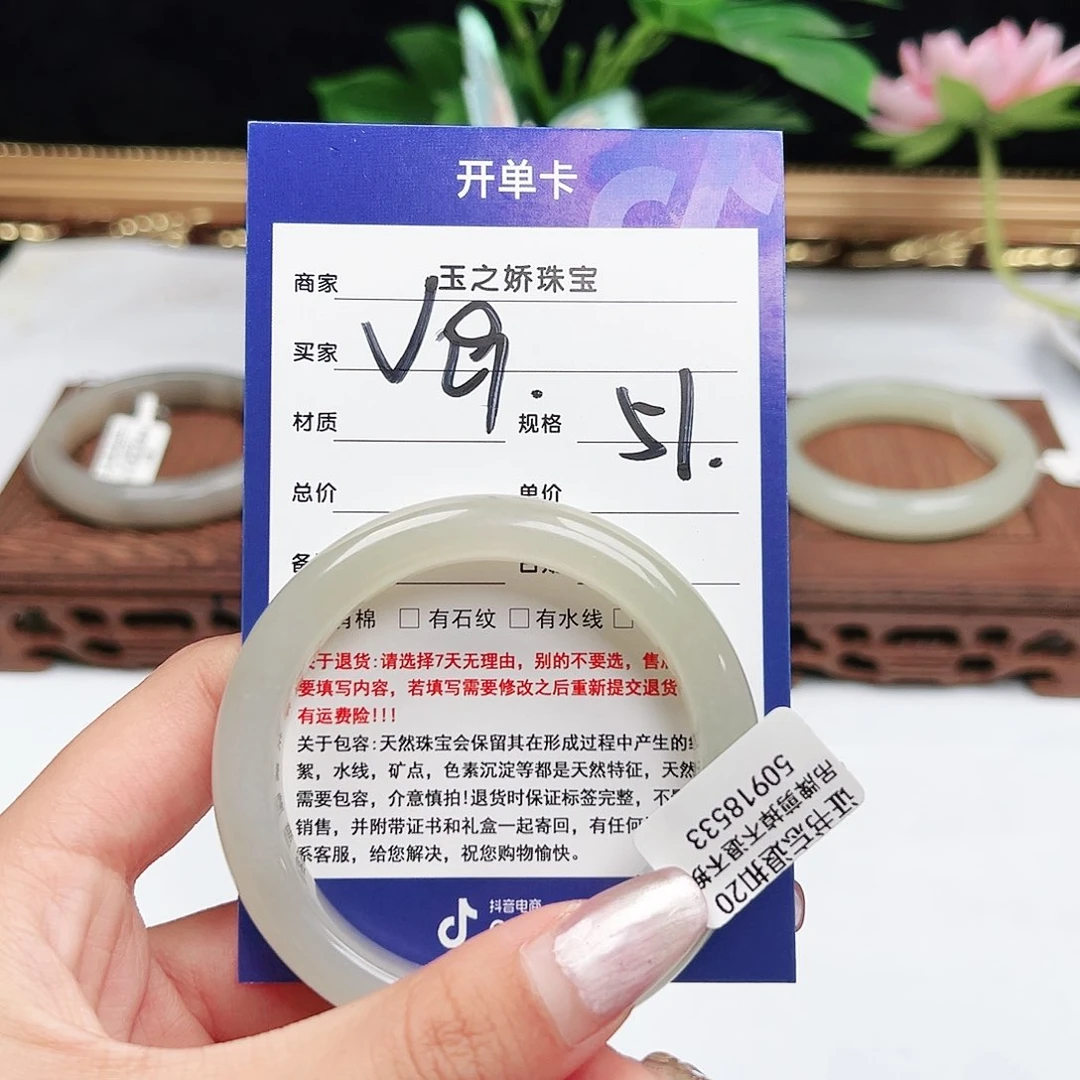 开单卡
商家 玉之娇珠宝
买家
材质 规格 51.
总价 单价
棉 □ 有石纹 □ 有水线 □
关于退货:请选择7天无理由，别的不要选，售
要填写内容，若填写需要修改之后重新提交退货
有运费险!!!
关于包容:天然珠宝会保留其在形成过程中产生的
絮，水线，矿点，色素沉淀等都是天然特征，天然
需要包容，介意慎拍!退货时保证标签完整，不
销售，并附带证书和礼盒一起寄回，有任何
系客服，给您解决，祝您购物愉快。
抖音电商
50918533
吊牌剪掉不退不换
证书忘退扣20